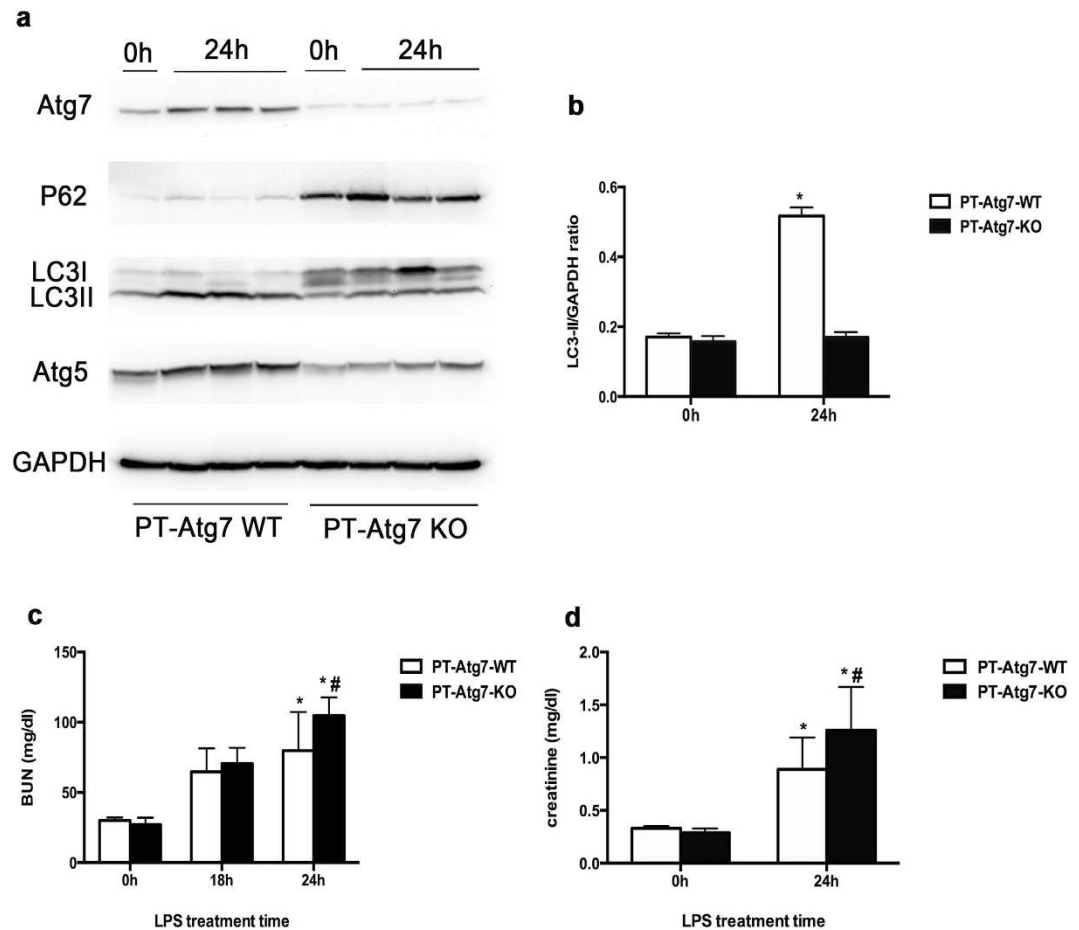 a
0h 24h 0h 24h
Atg7
P62
LC3I
LC3II
Atg5
GAPDH
PT-Atg7 WT PT-Atg7 KO
b
LC3-II/GAPDH ratio
0.6
0.4
0.2
0.0
*
0h 24h
PT-Atg7-WT
PT-Atg7-KO
c
BUN (mg/dl)
150
100
50
0
*
*#
0h 18h 24h
LPS treatment time
PT-Atg7-WT
PT-Atg7-KO
d
creatinine (mg/dl)
2.0
1.5
1.0
0.5
0.0
*
*#
0h 24h
LPS treatment time
PT-Atg7-WT
PT-Atg7-KO